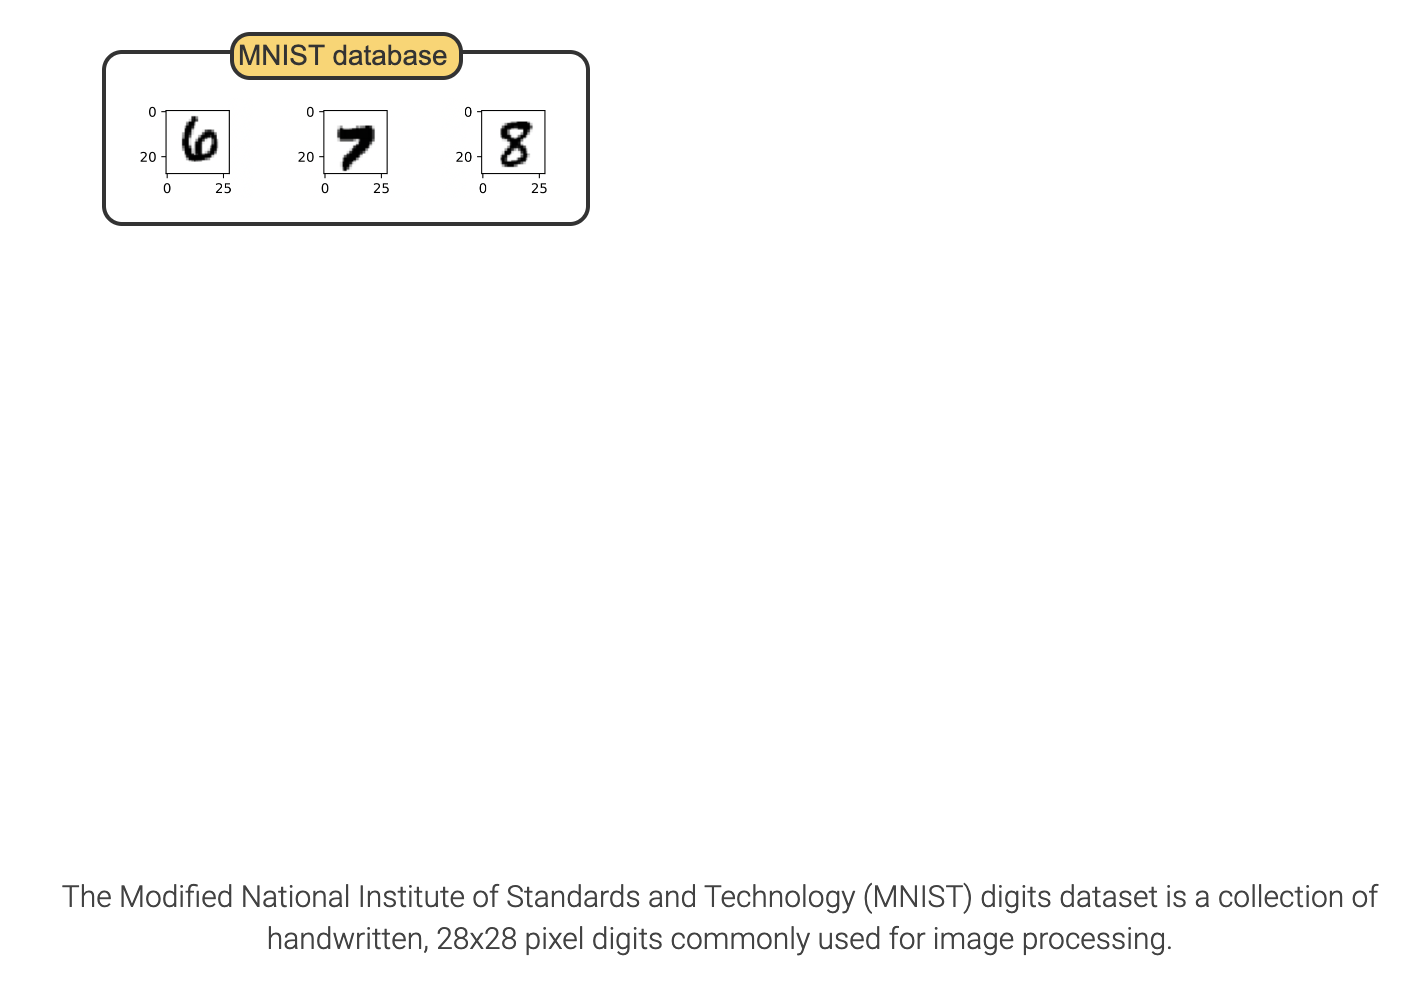 MNIST database
0 0 0
6 7 8
20 20 20
0 25 0 25 0 25
The Modified National Institute of Standards and Technology (MNIST) digits dataset is a collection of
handwritten, 28x28 pixel digits commonly used for image processing.